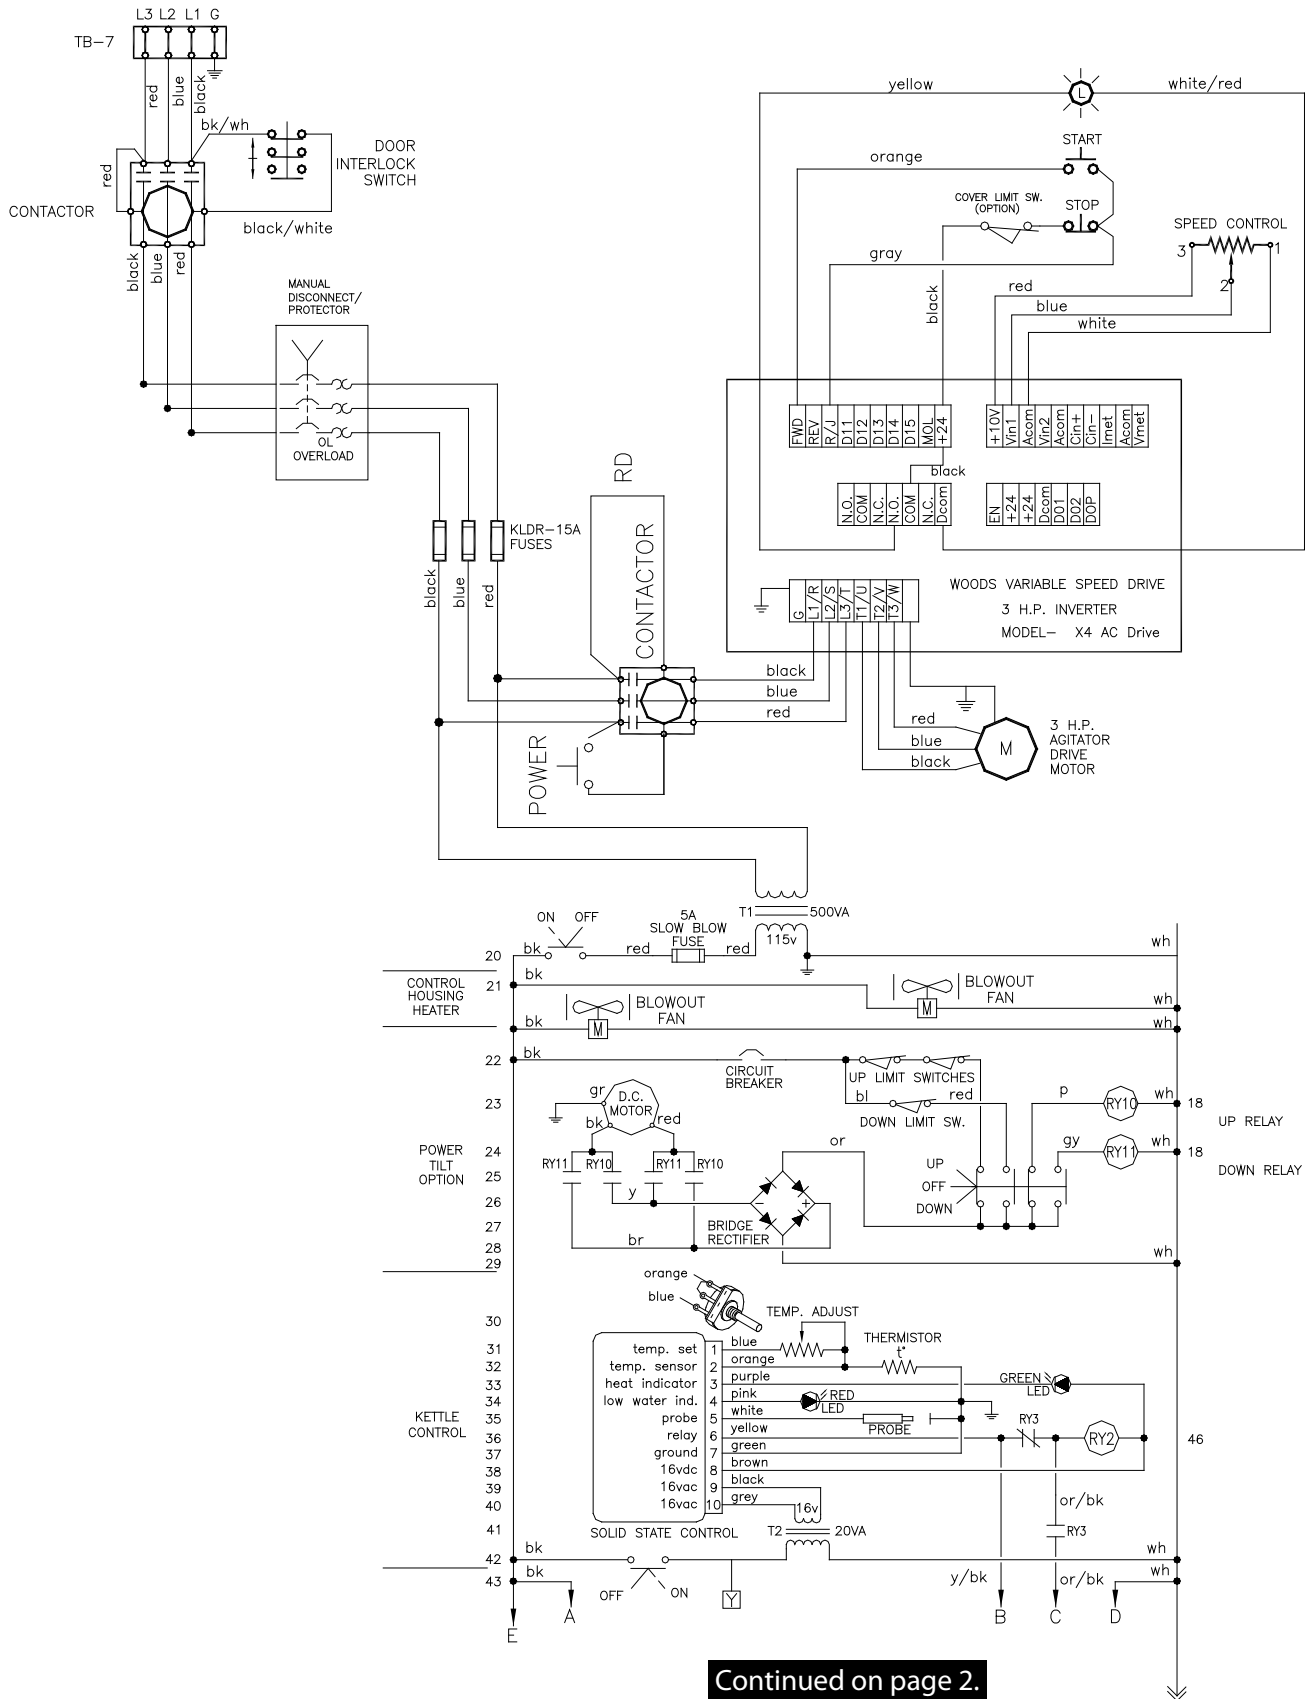 L3 L2 L1 G
TB-7
red
blue
black
bk/wh
DOOR
INTERLOCK
SWITCH
red
CONTACTOR
black/white
black
blue
red
MANUAL
DISCONNECT/
PROTECTOR
OL
OVERLOAD
KLDR-15A
FUSES
black
blue
red
yellow
L
white/red
START
orange
COVER LIMIT SW.
(OPTION)
STOP
gray
black
SPEED CONTROL
3
1
2
red
blue
white
FWD
REV
R/J
D11
D12
D13
D14
D15
MOL
+24
+10V
Vin1
Acom
Vin2
Acom
Cin+
Cin-
Imet
Acom
Vmet
black
N.O.
COM
N.C.
N.O.
COM
N.C.
Dcom
EN
+24
+24
Dcom
D01
D02
DOP
G
L1/R
L2/S
L3/T
T1/U
T2/V
T3/W
WOODS VARIABLE SPEED DRIVE
3 H.P. INVERTER
MODEL- X4 AC Drive
RD
CONTACTOR
POWER
black
blue
red
red
blue
black
M
3 H.P.
AGITATOR
DRIVE
MOTOR
T1
500VA
115v
ON OFF
5A
SLOW BLOW
FUSE
20
bk
red
red
wh
CONTROL
HOUSING
HEATER
21
bk
M
BLOWOUT
FAN
wh
bk
M
BLOWOUT
FAN
wh
22
bk
CIRCUIT
BREAKER
UP LIMIT SWITCHES
23
gr
D.C.
MOTOR
bk
red
bl
red
DOWN LIMIT SW.
p
RY10
wh
18
UP RELAY
POWER
TILT
OPTION
24
25
26
27
28
29
RY11
RY10
RY11
RY10
y
br
or
-
+
BRIDGE
RECTIFIER
UP
OFF
DOWN
gy
RY11
wh
18
DOWN RELAY
wh
orange
blue
TEMP. ADJUST
THERMISTOR
t°
30
31
32
33
34
35
36
37
38
39
40
41
42
43
KETTLE
CONTROL
temp. set 1 blue
temp. sensor 2 orange
heat indicator 3 purple
low water ind. 4 pink
probe 5 white
relay 6 yellow
ground 7 green
16vdc 8 brown
16vac 9 black
16vac 10 grey
SOLID STATE CONTROL
RED
LED
GREEN
LED
PROBE
RY3
RY2
46
16v
T2
20VA
or/bk
RY3
bk
OFF
ON
Y
wh
bk
wh
y/bk
or/bk
E
A
B
C
D
Continued on page 2.